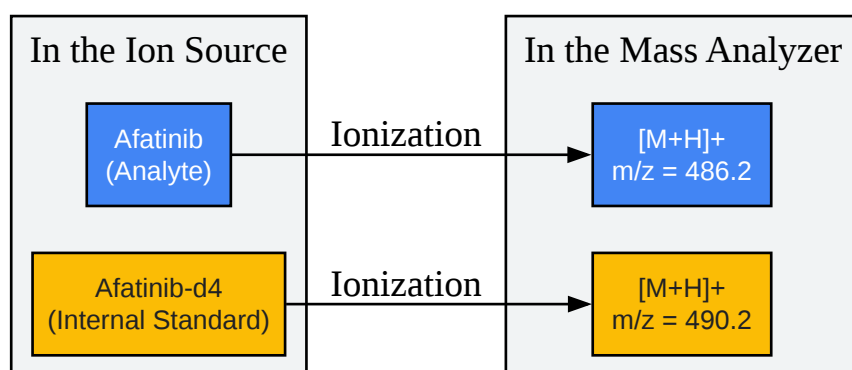 In the Ion Source
In the Mass Analyzer
Afatinib
(Analyte)
Ionization
[M+H]+
m/z = 486.2
Afatinib-d4
(Internal Standard)
Ionization
[M+H]+
m/z = 490.2